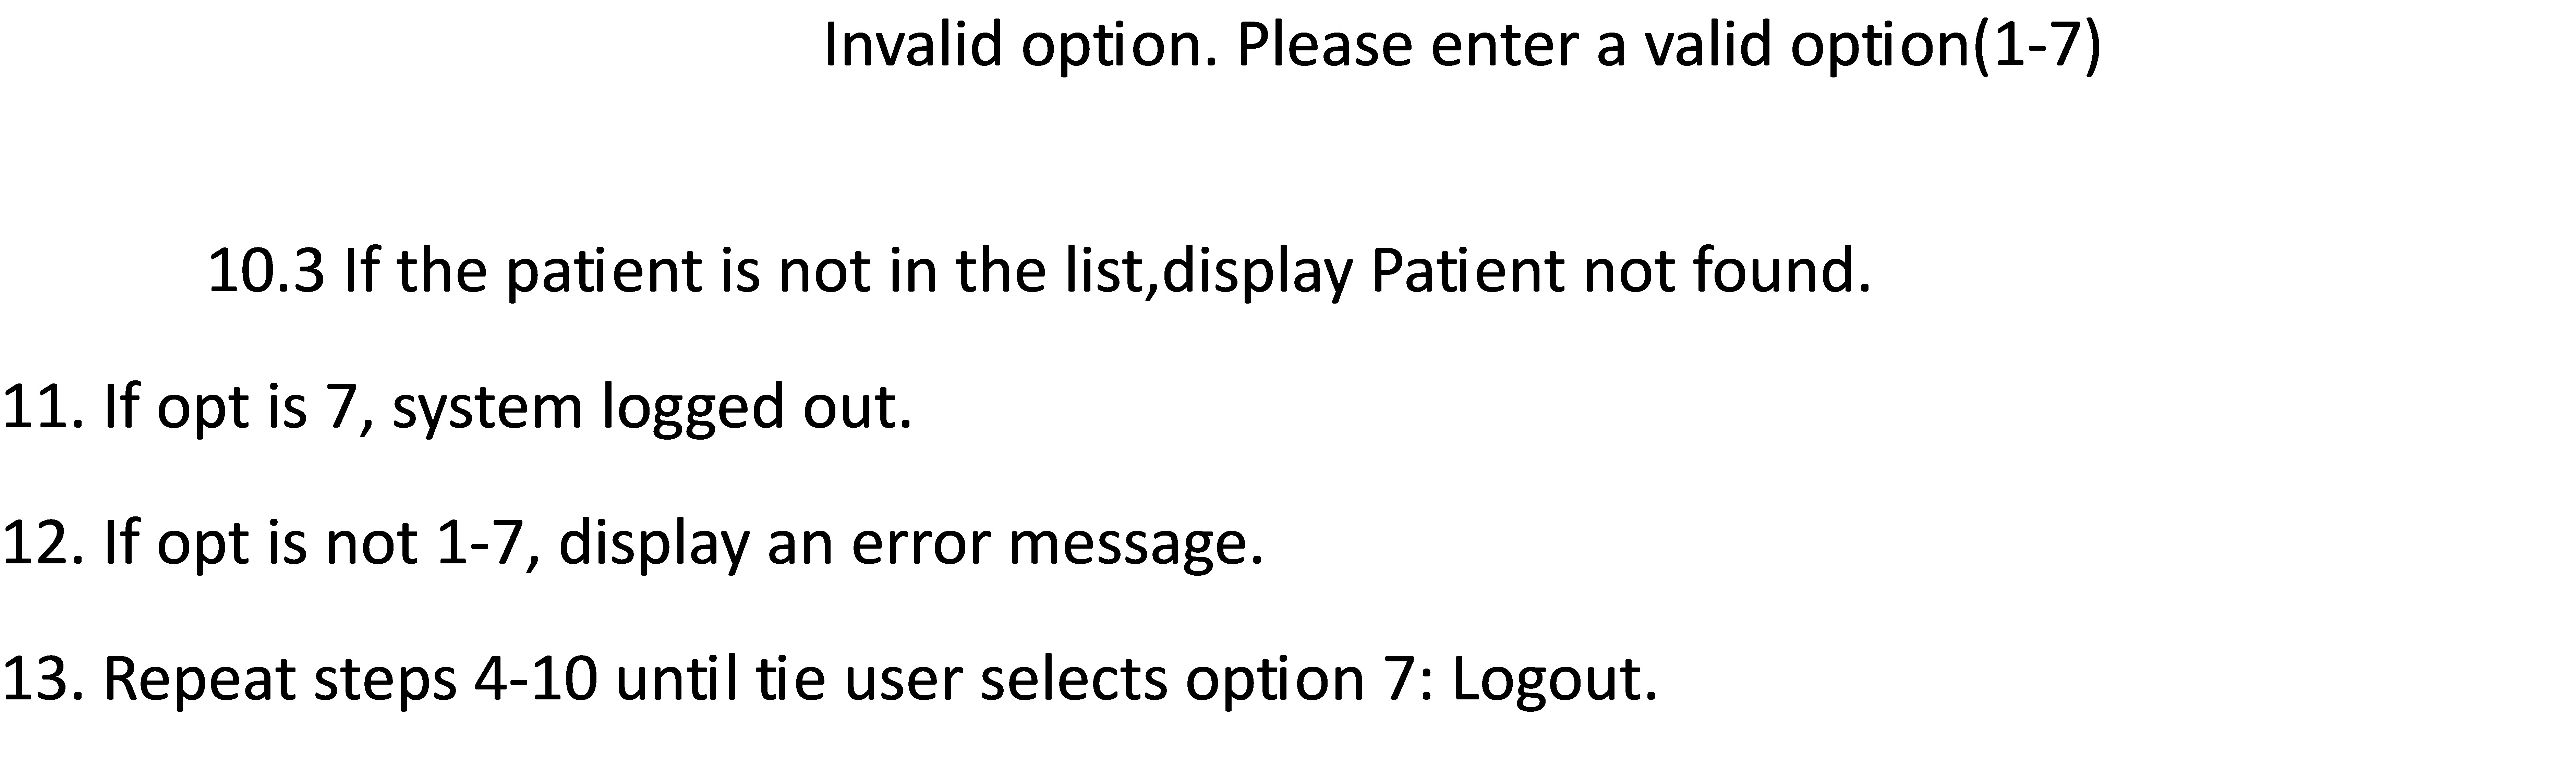 Invalid option. Please enter a valid option(1-7)
10.3 If the patient is not in the list,display Patient not found.
11. If opt is 7, system logged out.
12. If opt is not 1-7, display an error message.
13. Repeat steps 4-10 until tie user selects option 7: Logout.